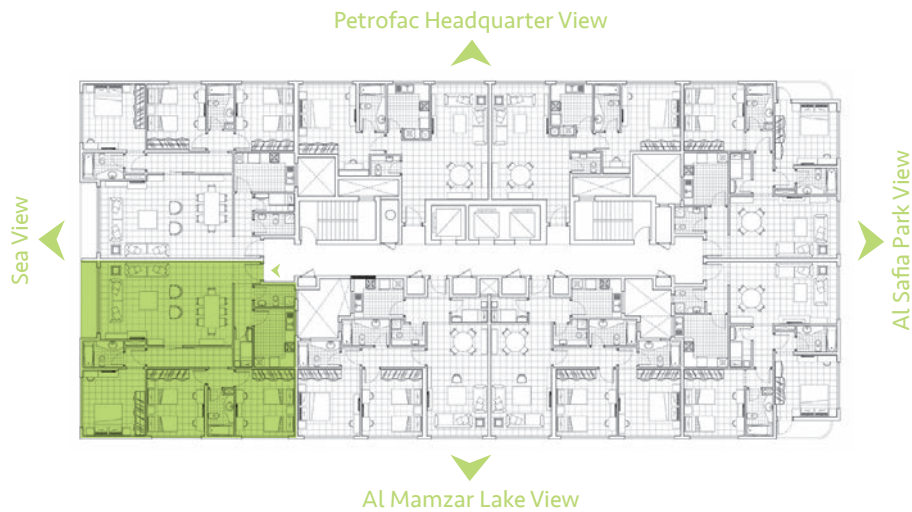 Petrofac Headquarter View
Sea View
Al Safia Park View
Al Mamzar Lake View